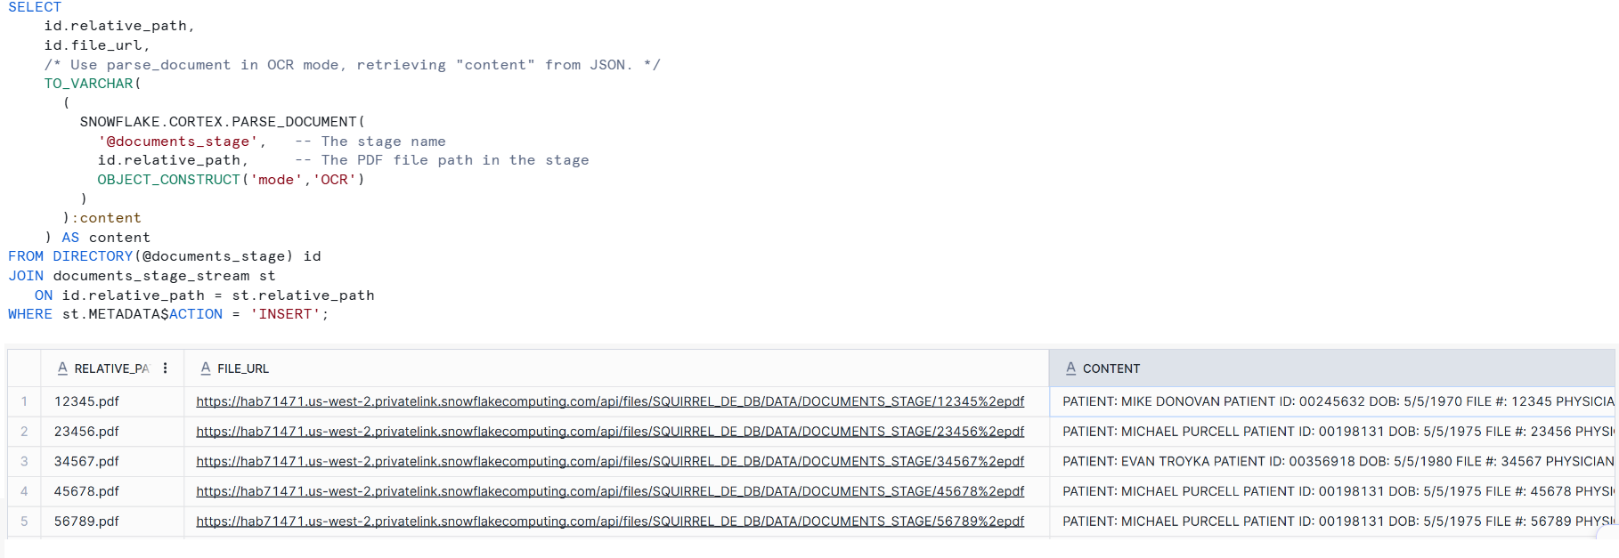 SELECT
id.relative_path,
id.file_url,
/* Use parse_document in OCR mode, retrieving "content" from JSON. */
TO_VARCHAR(
(
SNOWFLAKE.CORTEX.PARSE_DOCUMENT(
'@documents_stage',   -- The stage name
id.relative_path,     -- The PDF file path in the stage
OBJECT_CONSTRUCT('mode','OCR')
)
):content
) AS content
FROM DIRECTORY(@documents_stage) id
JOIN documents_stage_stream st
ON id.relative_path = st.relative_path
WHERE st.METADATA$ACTION = 'INSERT';
A RELATIVE_PA A FILE_URL A CONTENT
1 12345.pdf https://hab71471.us-west-2.privatelink.snowflakecomputing.com/api/files/SQUIRREL_DE_DB/DATA/DOCUMENTS_STAGE/12345%2epdf PATIENT: MIKE DONOVAN PATIENT ID: 00245632 DOB: 5/5/1970 FILE #: 12345 PHYSICIA
2 23456.pdf https://hab71471.us-west-2.privatelink.snowflakecomputing.com/api/files/SQUIRREL_DE_DB/DATA/DOCUMENTS_STAGE/23456%2epdf PATIENT: MICHAEL PURCELL PATIENT ID: 00198131 DOB: 5/5/1975 FILE #: 23456 PHYSI
3 34567.pdf https://hab71471.us-west-2.privatelink.snowflakecomputing.com/api/files/SQUIRREL_DE_DB/DATA/DOCUMENTS_STAGE/34567%2epdf PATIENT: EVAN TROYKA PATIENT ID: 00356918 DOB: 5/5/1980 FILE #: 34567 PHYSICIAN
4 45678.pdf https://hab71471.us-west-2.privatelink.snowflakecomputing.com/api/files/SQUIRREL_DE_DB/DATA/DOCUMENTS_STAGE/45678%2epdf PATIENT: MICHAEL PURCELL PATIENT ID: 00198131 DOB: 5/5/1975 FILE #: 45678 PHYSI
5 56789.pdf https://hab71471.us-west-2.privatelink.snowflakecomputing.com/api/files/SQUIRREL_DE_DB/DATA/DOCUMENTS_STAGE/56789%2epdf PATIENT: MICHAEL PURCELL PATIENT ID: 00198131 DOB: 5/5/1975 FILE #: 56789 PHYSI